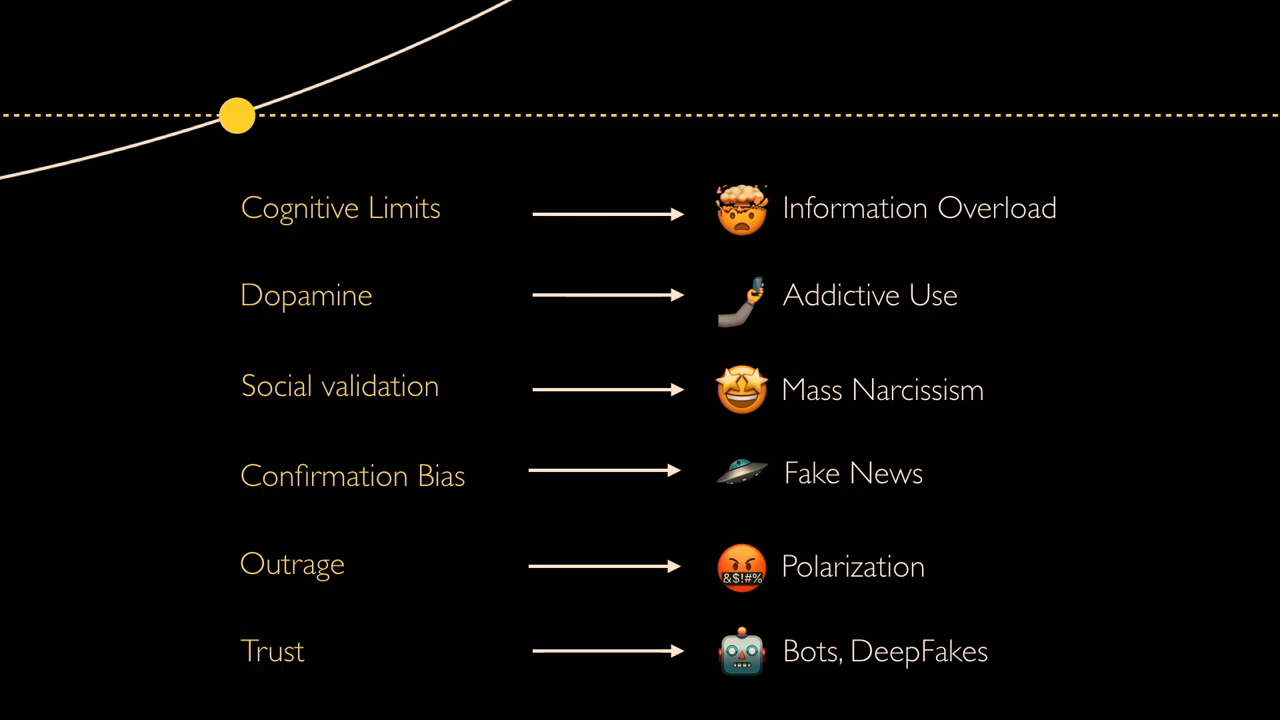 Cognitive Limits
Information Overload
Dopamine
Addictive Use
Social validation
Mass Narcissism
Confirmation Bias
Fake News
Outrage
&$!#%
Polarization
Trust
Bots, DeepFakes